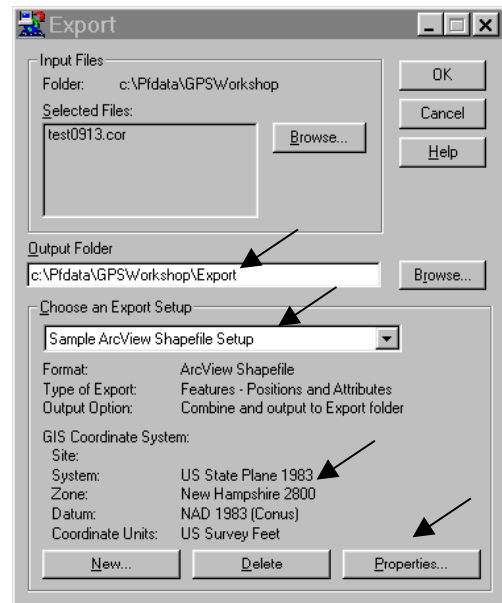 Export
Input Files
Folder: c:\Pfdata\GPSWorkshop
Selected Files:
test0913.cor
Browse...
OK
Cancel
Help
Output Folder
c:\Pfdata\GPSWorkshop\Export
Browse...
Choose an Export Setup
Sample ArcView Shapefile Setup
Format: ArcView Shapefile
Type of Export: Features - Positions and Attributes
Output Option: Combine and output to Export folder
GIS Coordinate System:
Site:
System: US State Plane 1983
Zone: New Hampshire 2800
Datum: NAD 1983 (Conus)
Coordinate Units: US Survey Feet
New... Delete Properties...